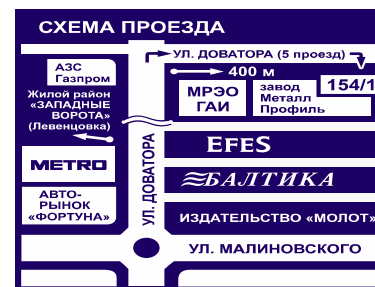 СХЕМА ПРОЕЗДА
УЛ. ДОВАТОРА (5 проезд)
400 м
АЗС
Газпром
Жилой район
«ЗАПАДНЫЕ
ВОРОТА»
(Левенцовка)
METRO
АВТО-
РЫНОК
«ФОРТУНА»
УЛ. ДОВАТОРА
МРЭО
ГАИ
завод
Металл
Профиль
154/1
EFES
БАЛТИКА
ИЗДАТЕЛЬСТВО «МОЛОТ»
УЛ. МАЛИНОВСКОГО